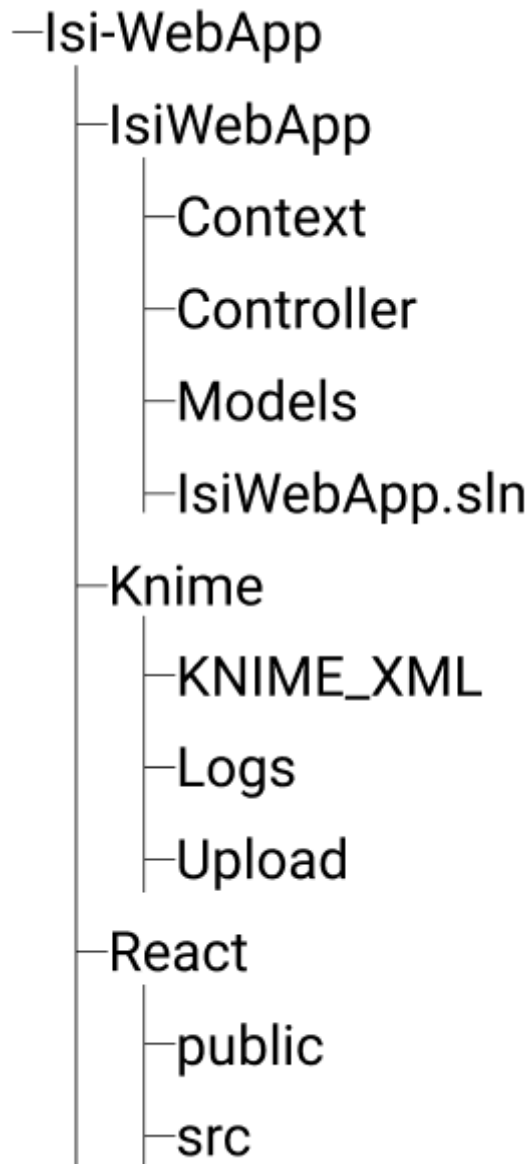 Isi-WebApp
IsiWebApp
Context
Controller
Models
IsiWebApp.sln
Knime
KNIME_XML
Logs
Upload
React
public
src